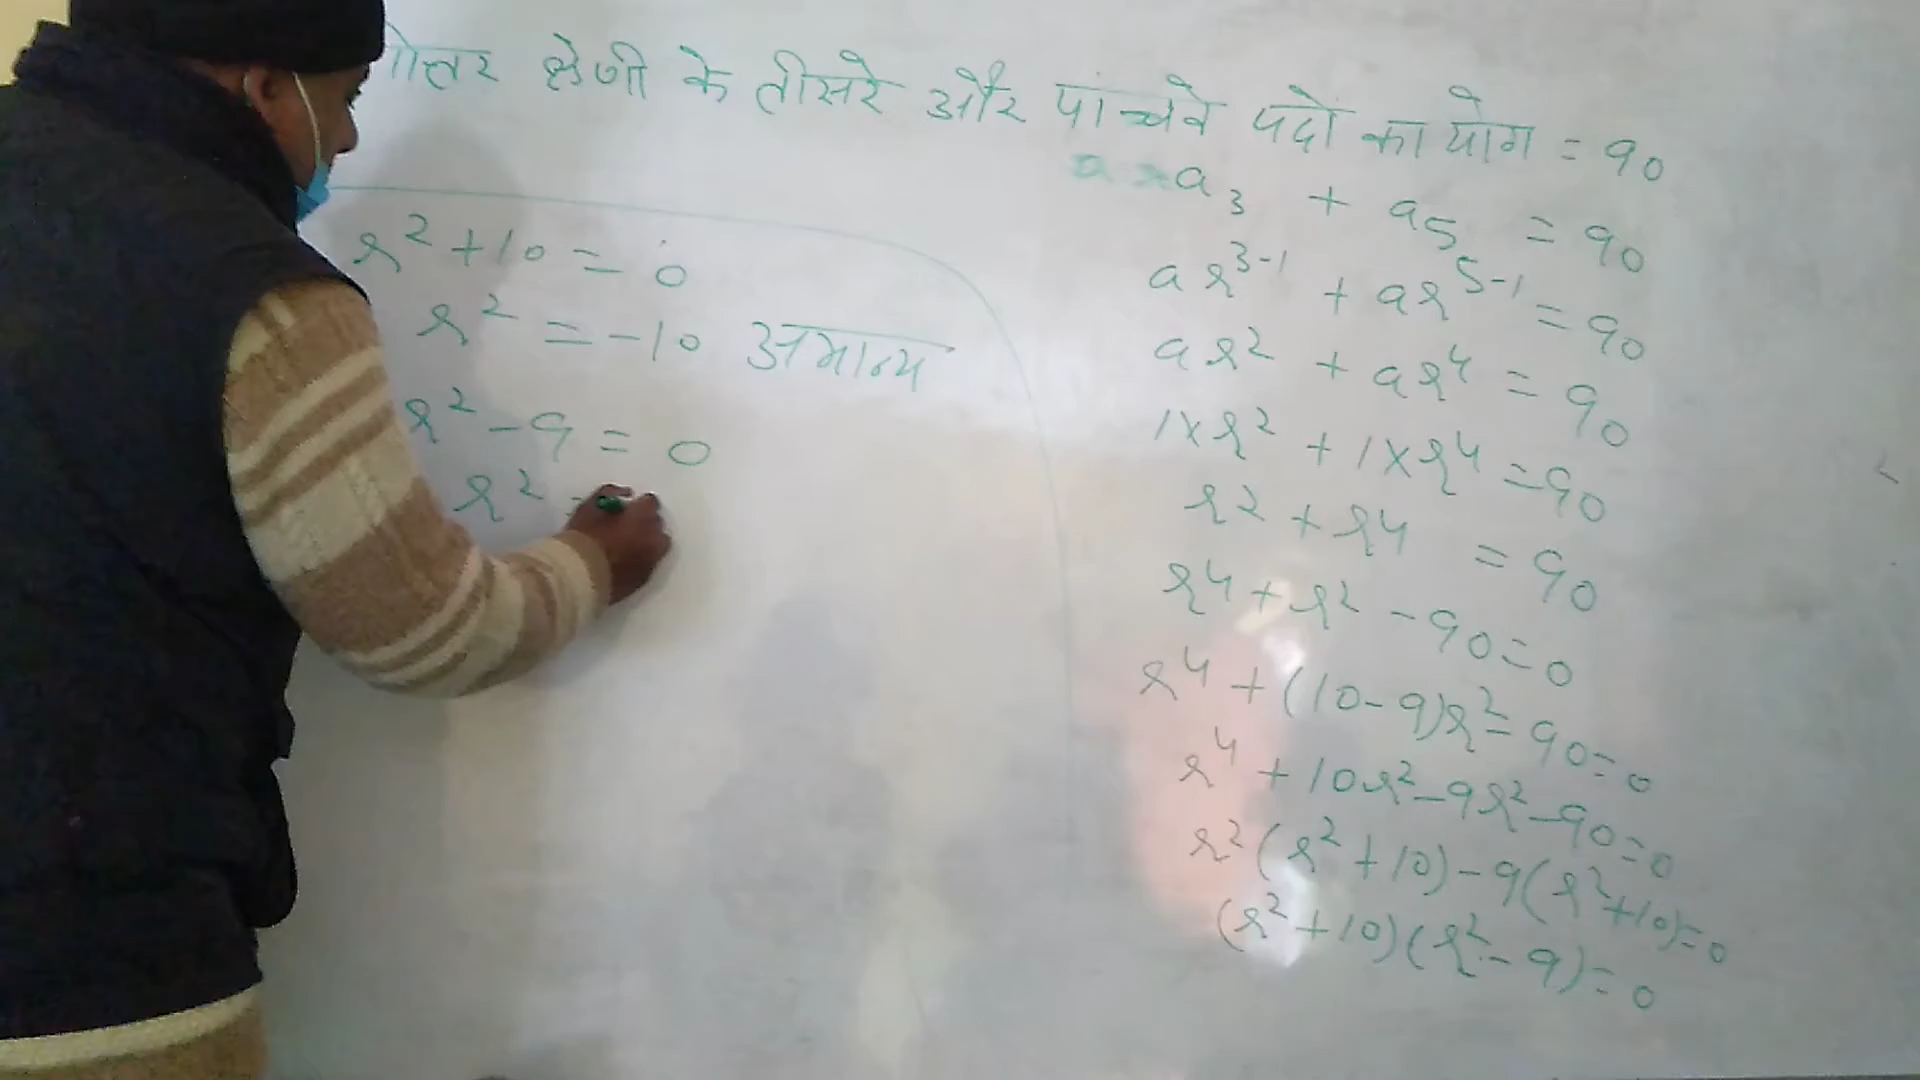 श्रेणी के तीसरे और पांचवे पदों का योग = 90
a₃ + a₅ = 90
ar³⁻¹ + ar⁵⁻¹ = 90
ar² + ar⁴ = 90
1×r² + 1×r⁴ = 90
r² + r⁴ = 90
r⁴ + r² - 90 = 0
r⁴ + (10-9)r² - 90 = 0
r⁴ + 10r² - 9r² - 90 = 0
r²(r²+10) - 9(r²+10) = 0
(r²+10)(r²-9) = 0
r² + 10 = 0
r² = -10 अमान्य
r² - 9 = 0
r²